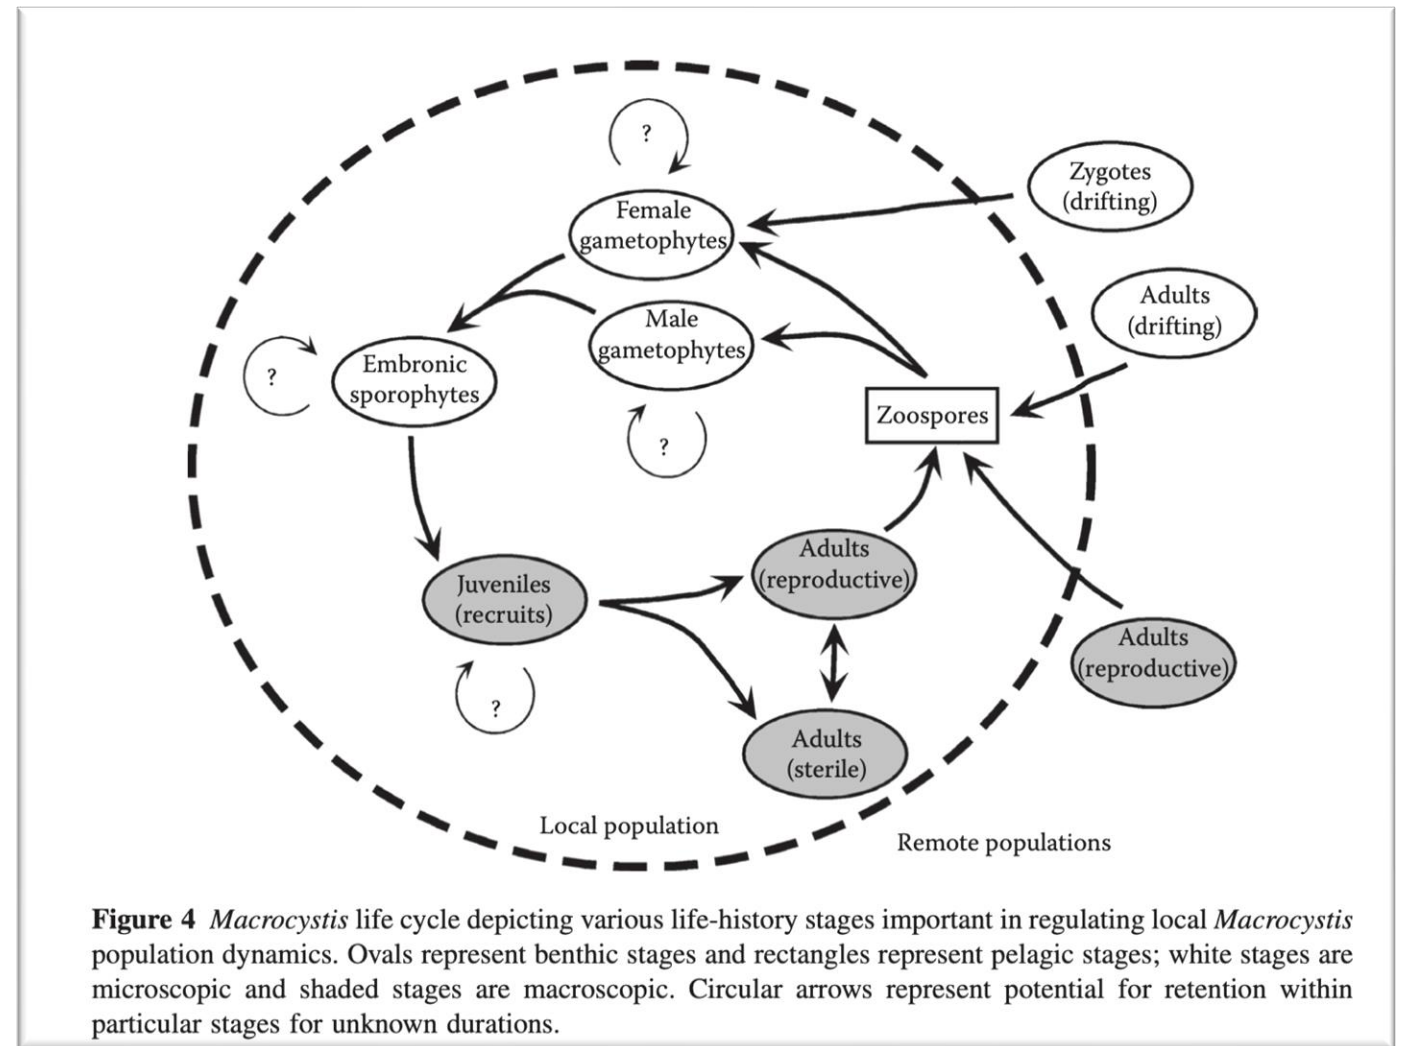 ?
Zygotes
(drifting)
Female
gametophytes
Adults
(drifting)
Male
gametophytes
Embronic
sporophytes
?
Zoospores
?
Adults
(reproductive)
Juveniles
(recruits)
Adults
(reproductive)
?
Adults
(sterile)
Local population
Remote populations
Figure 4 Macrocystis life cycle depicting various life-history stages important in regulating local Macrocystis
population dynamics. Ovals represent benthic stages and rectangles represent pelagic stages; white stages are
microscopic and shaded stages are macroscopic. Circular arrows represent potential for retention within
particular stages for unknown durations.